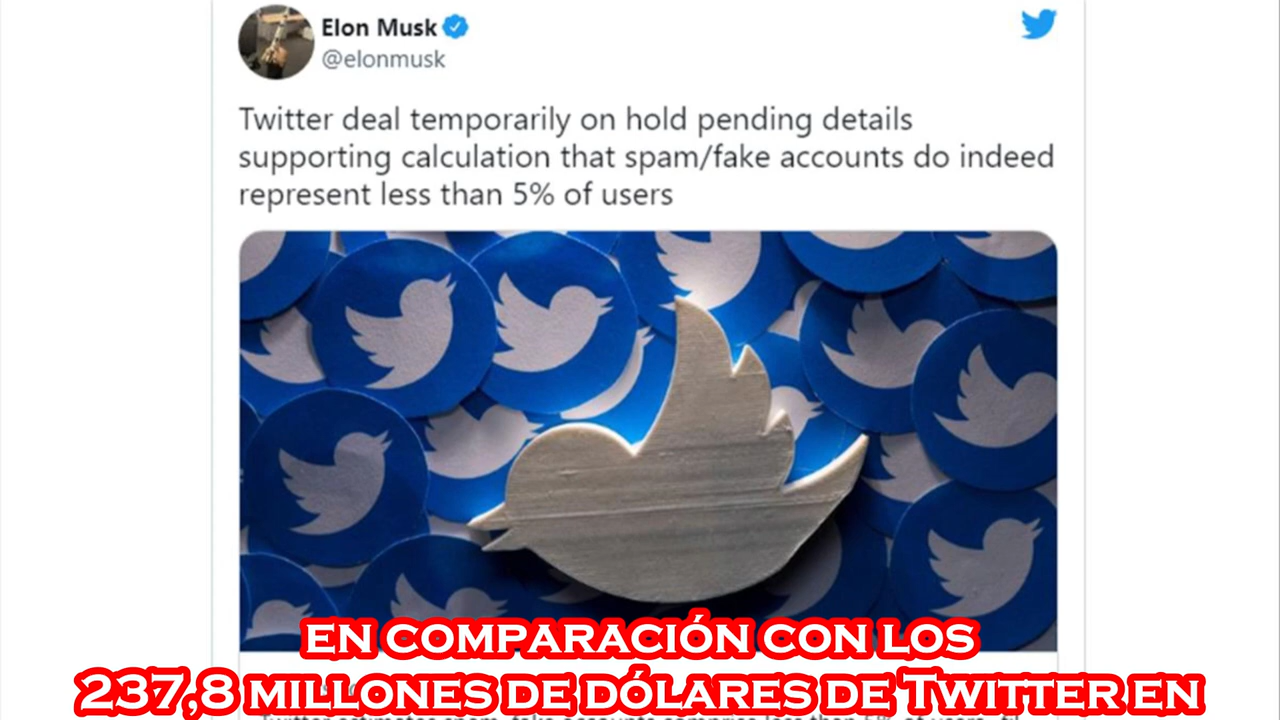 Elon Musk
@elonmusk
Twitter deal temporarily on hold pending details
supporting calculation that spam/fake accounts do indeed
represent less than 5% of users
EN COMPARACIÓN CON LOS
237,8 MILLONES DE DÓLARES DE TWITTER EN